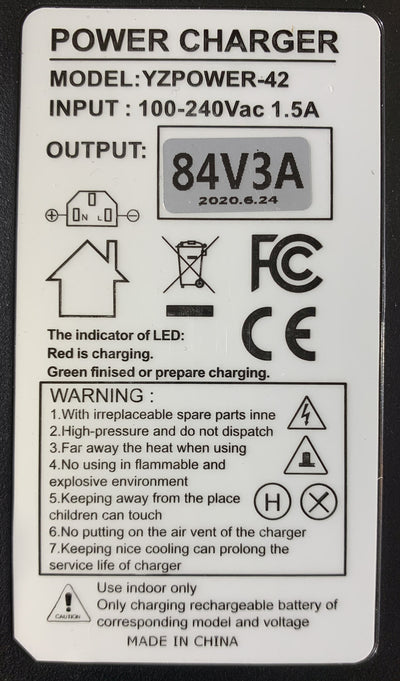 POWER CHARGER
MODEL:YZPOWER-42
INPUT : 100-240Vac 1.5A
OUTPUT:
84V3A
2020.6.24
N L
FC
CE
The indicator of LED:
Red is charging.
Green finised or prepare charging.
WARNING :
1.With irreplaceable spare parts inne
2.High-pressure and do not dispatch
3.Far away the heat when using
4.No using in flammable and
explosive environment
5.Keeping away from the place
children can touch
H
6.No putting on the air vent of the charger
7.Keeping nice cooling can prolong the
service life of charger
CAUTION
Use indoor only
Only charging rechargeable battery of
corresponding model and voltage
MADE IN CHINA